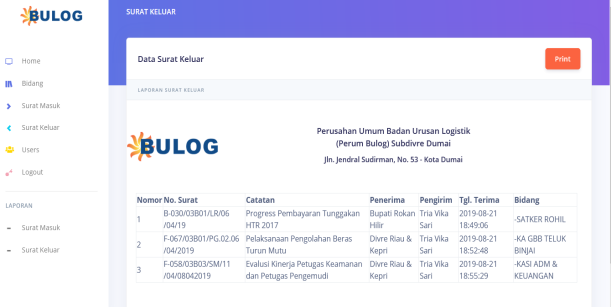 BULOG
SURAT KELUAR
Home
Bidang
Surat Masuk
Surat Keluar
Users
Logout
LAPORAN
Surat Masuk
Surat Keluar
Data Surat Keluar
Print
LAPORAN SURAT KELUAR
BULOG
Perusahan Umum Badan Urusan Logistik
(Perum Bulog) Subdivre Dumai
Jln. Jendral Sudirman, No. 53 - Kota Dumai
Nomor No. Surat Catatan Penerima Pengirim Tgl. Terima Bidang
1 B-030/03B01/LR/06 Progress Pembayaran Tunggakan Bupati Rokan Tria Vika 2019-08-21 -SATKER ROHIL
/04/19 HTR 2017 Hilir Sari 18:49:06
2 F-067/03B01/PG.02.06 Pelaksanaan Pengolahan Beras Divre Riau & Tria Vika 2019-08-21 -KA GBB TELUK
/04/19 Turun Mutu Kepri Sari 18:52:48 BINJAI
3 F-058/03B03/SM/11 Evalusi Kinerja Petugas Keamanan Divre Riau & Tria Vika 2019-08-21 -KASI ADM &
/04/08042019 dan Petugas Pengemudi Kepri Sari 18:55:29 KEUANGAN